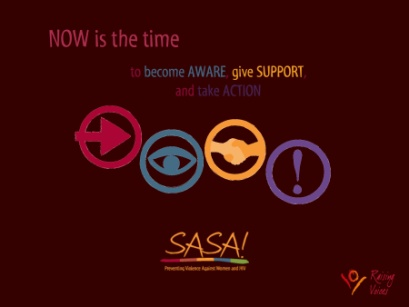 NOW is the time
to become AWARE, give SUPPORT,
and take ACTION
SASA!
Preventing Violence Against Women and HIV
Raising
Voices